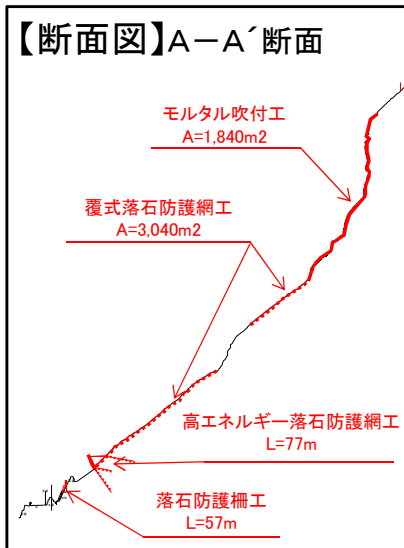 【断面図】A－A´断面
モルタル吹付工
A=1,840m2
覆式落石防護網工
A=3,040m2
高エネルギー落石防護網工
L=77m
落石防護柵工
L=57m